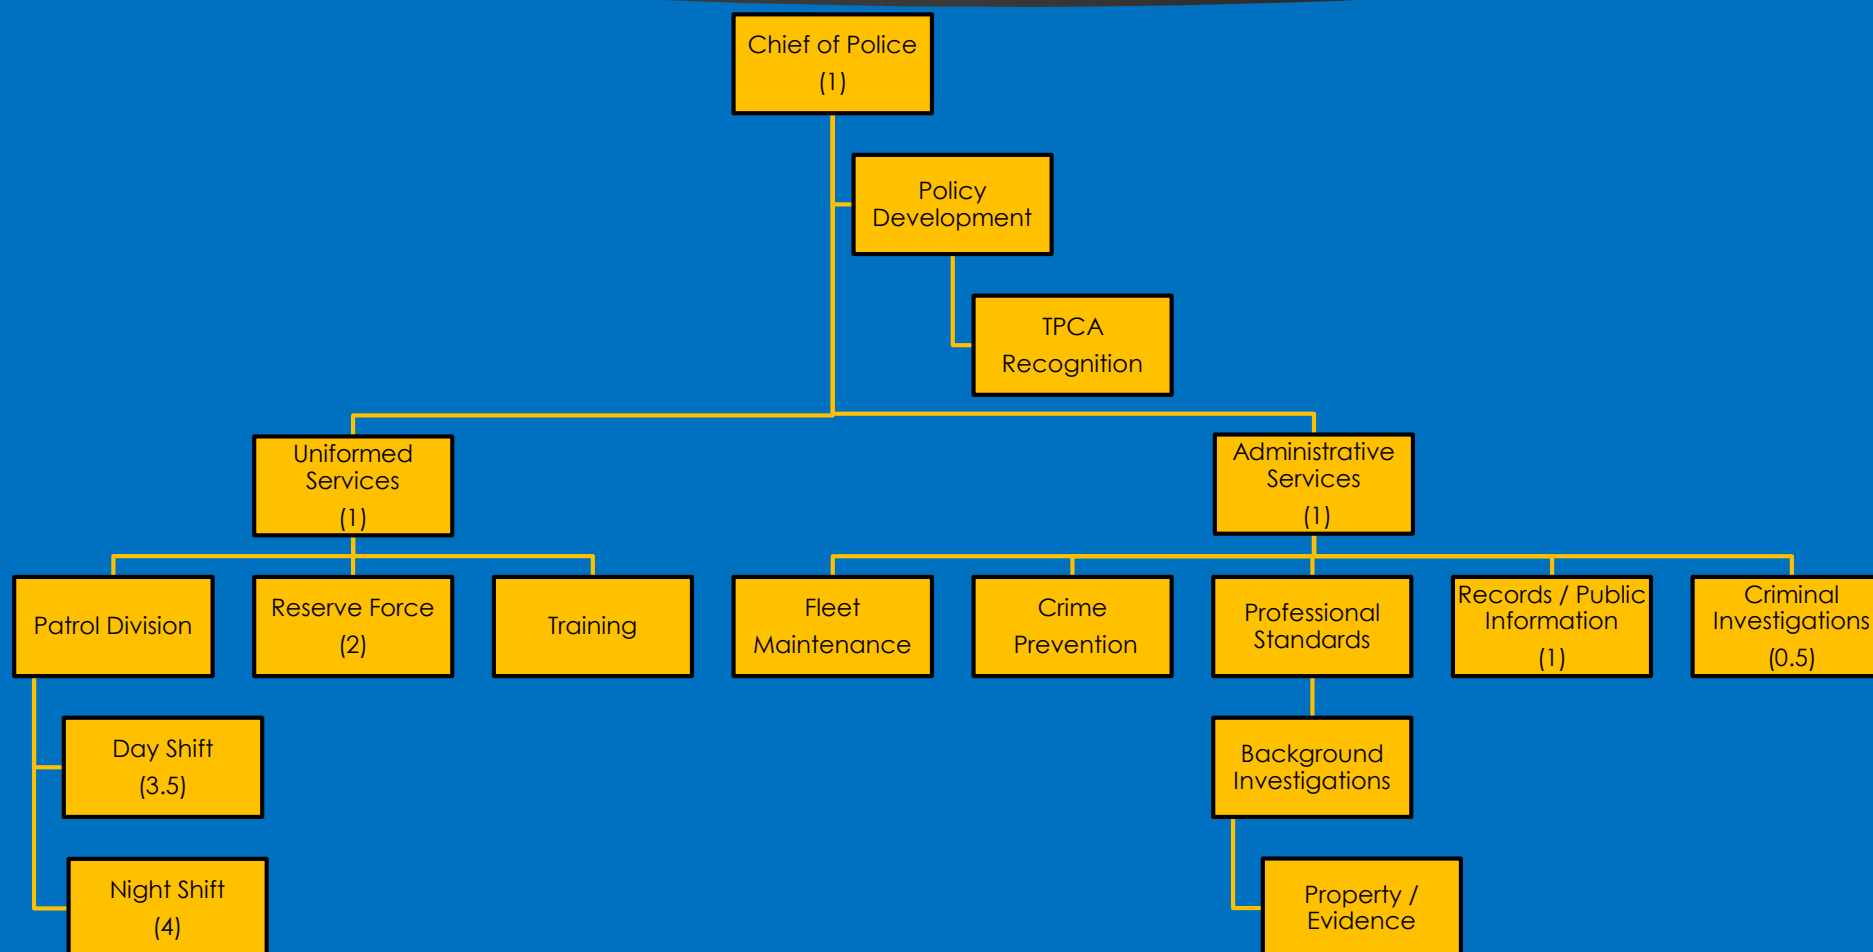 Chief of Police
(1)
Policy
Development
TPCA
Recognition
Uniformed
Services
(1)
Administrative
Services
(1)
Patrol Division
Reserve Force
(2)
Training
Fleet
Maintenance
Crime
Prevention
Professional
Standards
Records / Public
Information
(1)
Criminal
Investigations
(0.5)
Day Shift
(3.5)
Background
Investigations
Night Shift
(4)
Property /
Evidence